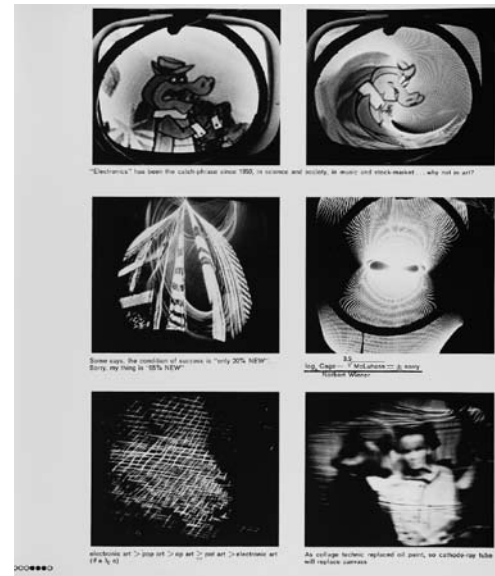 "Electronics" has been the catch-phrase since 1950, in science and society, in music and stock-market ... why not in art?
Some says, the condition of success is "only 30% NEW".
Sorry, my thing is "85% NEW"
3.5
Cage McLuhan
Norbert Wiener
electronic art > pop art > op art > pot art > electronic art
As collage technic replaced oil paint, so cathode-ray tube
will replace canvass